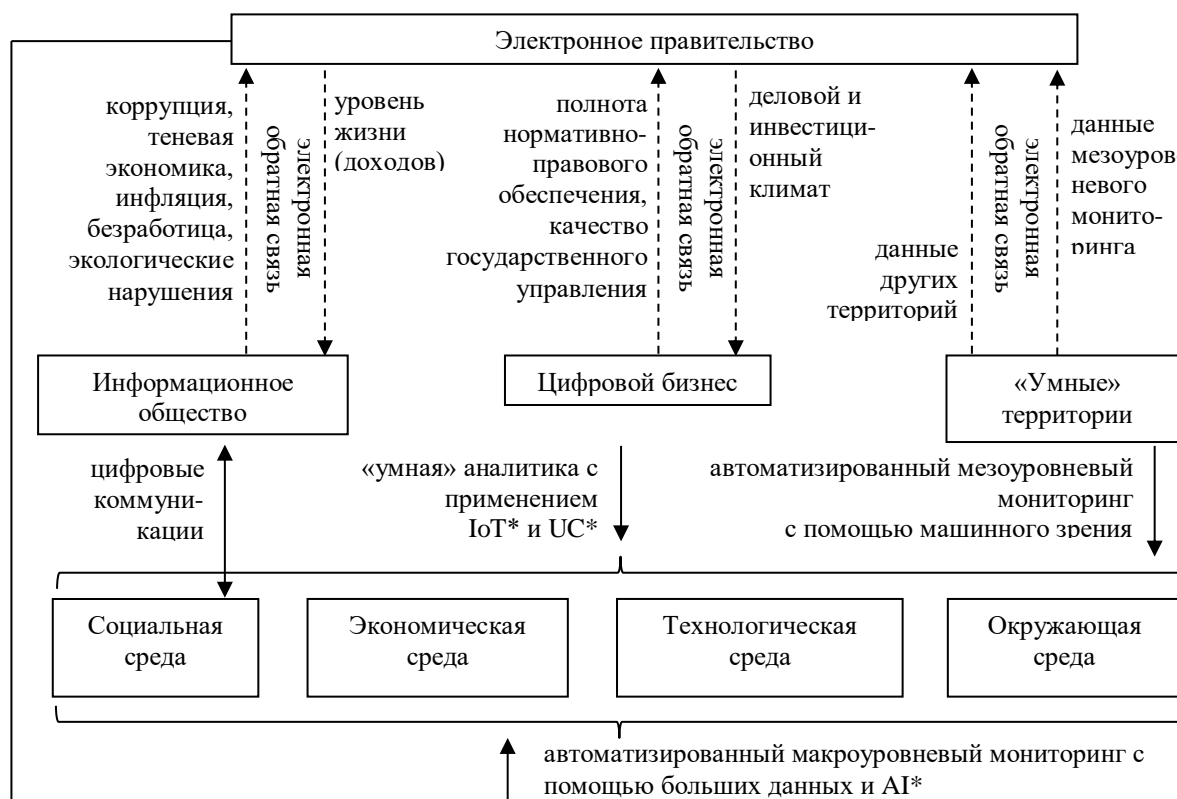 Электронное правительство
коррупция,
теневая
экономика,
инфляция,
безработица,
экологические
нарушения
электронная
обратная связь
уровень
жизни
(доходов)
полнота
нормативно-
правового
обеспечения,
качество
государственного
управления
электронная
обратная связь
деловой и
инвестици-
онный
климат
данные
других
территорий
электронная
обратная связь
данные
мезоуров
невого
монито-
ринга
Информационное
общество
Цифровой бизнес
«Умные»
территории
цифровые
коммуни-
кации
«умная» аналитика с
применением
IoT* и UC*
автоматизированный мезоуровневый
мониторинг
с помощью машинного зрения
Социальная
среда
Экономическая
среда
Технологическая
среда
Окружающая
среда
автоматизированный макроуровневый мониторинг с
помощью больших данных и AI*